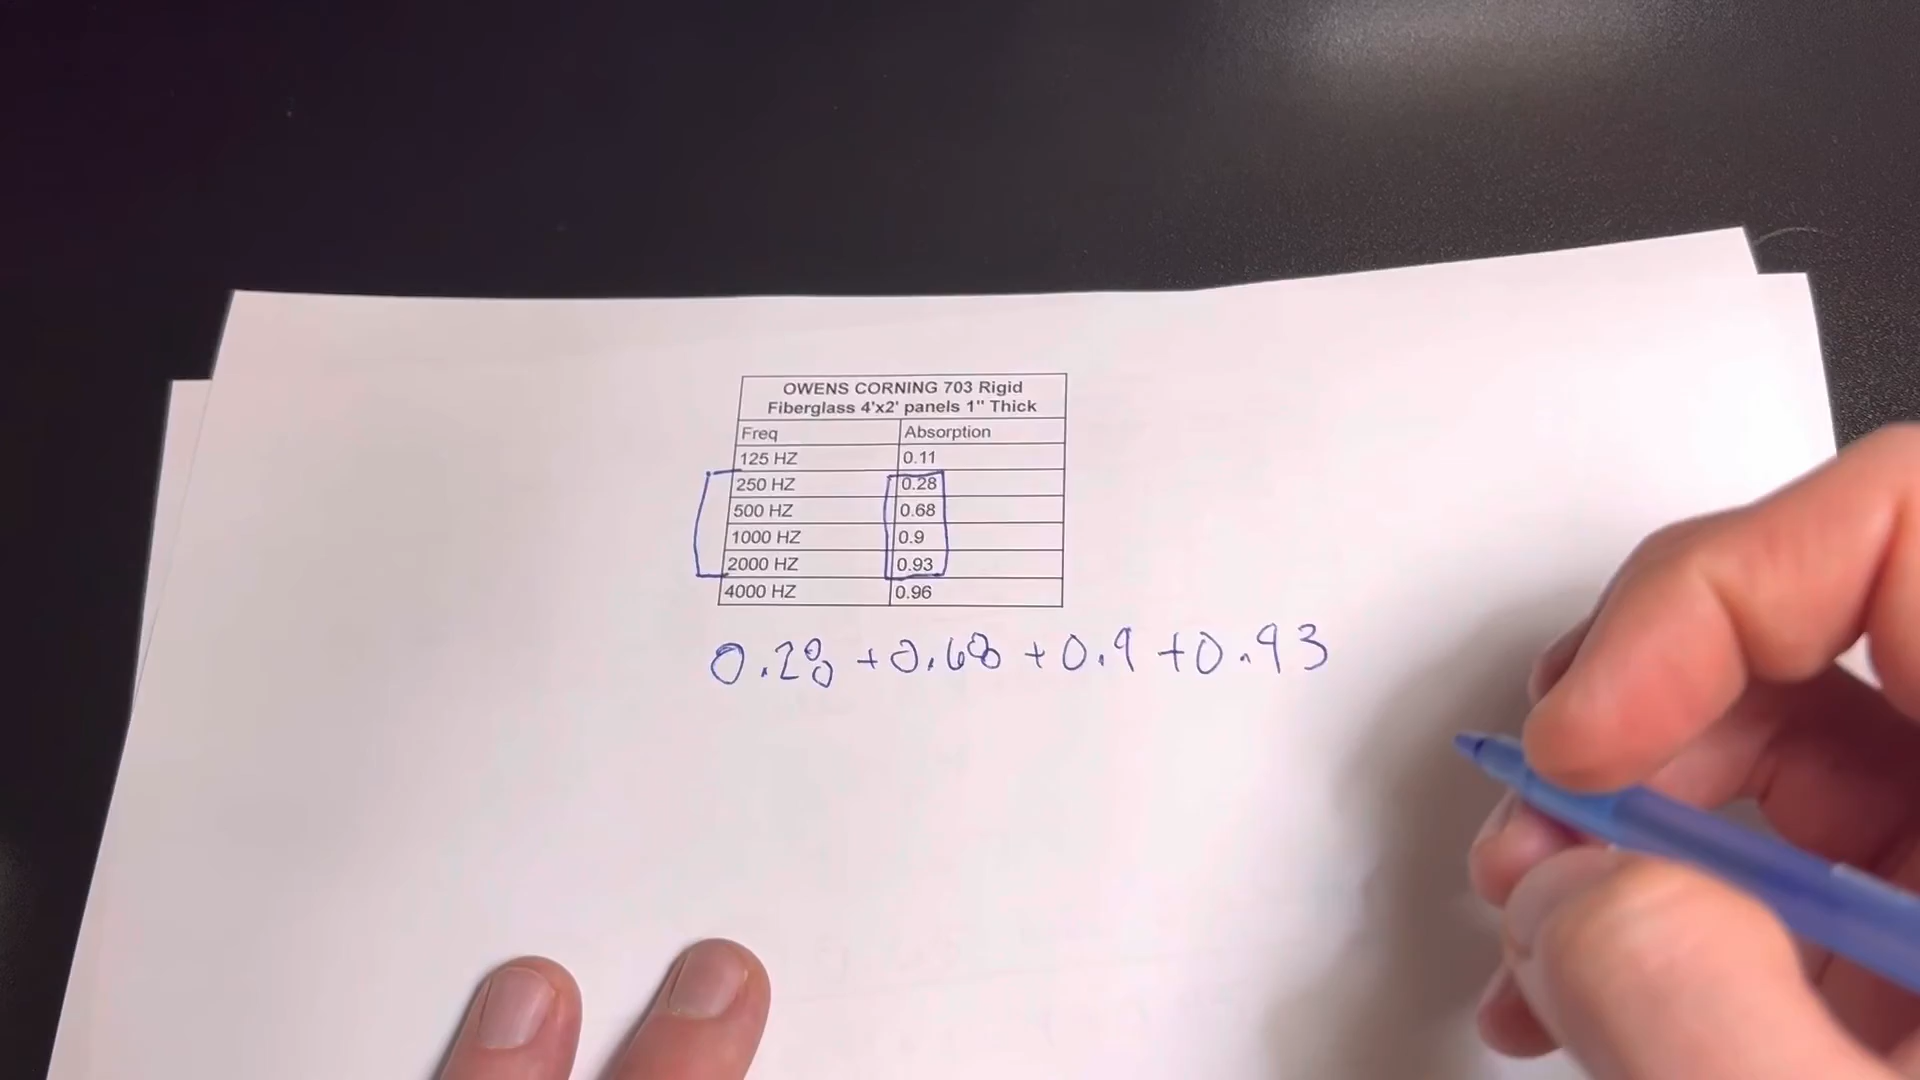 OWENS CORNING 703 Rigid
Fiberglass 4'x2' panels 1" Thick
Freq Absorption
125 HZ 0.11
250 HZ 0.28
500 HZ 0.68
1000 HZ 0.9
2000 HZ 0.93
4000 HZ 0.96
0.28 + 0.68 + 0.9 + 0.93